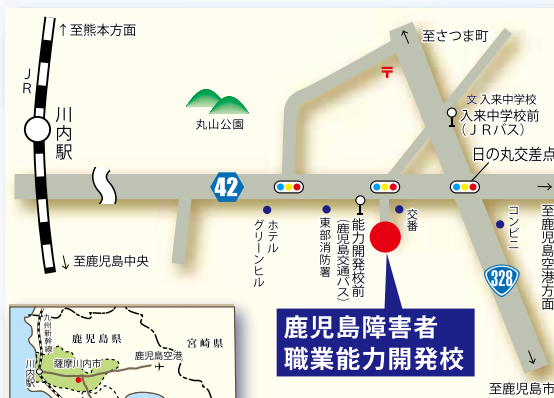 ↑至熊本方面
JR
川内駅
丸山公園
↑
至さつま町
〒
文 入来中学校
入来中学校前
(JRバス)
日の丸交差点
42
→
至鹿児島空港方面
ホテル
グリーンヒル
東部消防署
能力開発校前
(鹿児島交通バス)
交番
コンビニ
328
↓至鹿児島中央
鹿児島障害者
職業能力開発校
↓
至鹿児島市
九州新幹線
鹿児島県
宮崎県
川内駅
薩摩川内市
鹿児島空港